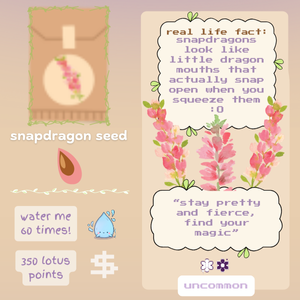 snapdragon seed
water me
60 times!
350 lotus
points
real life fact:
snapdragons
look like
little dragon
mouths that
actually snap
open when you
squeeze them
:O
“stay pretty
and fierce,
find your
magic”
uncommon